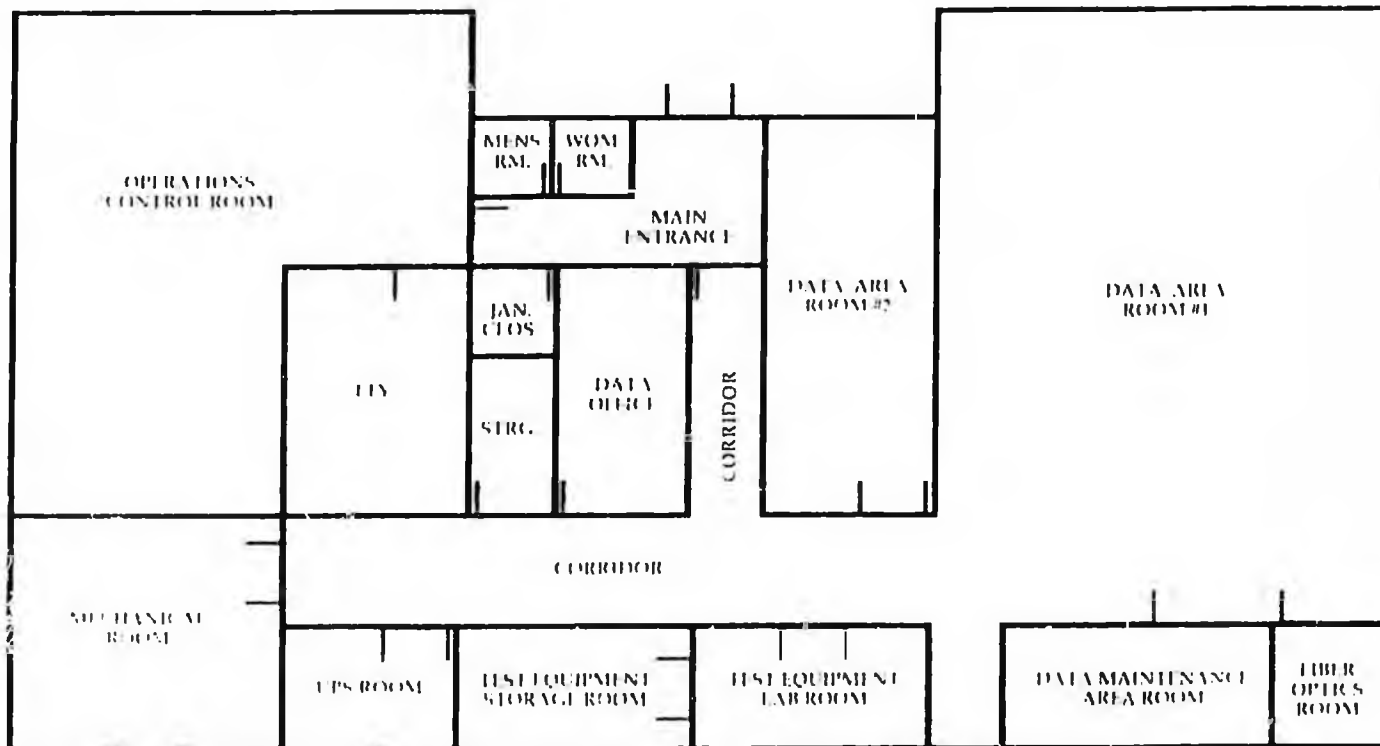 MENS
RM.
WOM
RM.
OPERATIONS
CONTROL ROOM
MAIN
ENTRANCE
DATA AREA
ROOM #2
DATA AREA
ROOM #1
JAN.
CLOS.
DATA
OFFICE
STRG.
CORRIDOR
CORRIDOR
MECHANICAL
ROOM
UPS ROOM
TEST EQUIPMENT
STORAGE ROOM
TEST EQUIPMENT
LAB ROOM
DATA MAINTENANCE
AREA ROOM
FIBER
OPTICS
ROOM